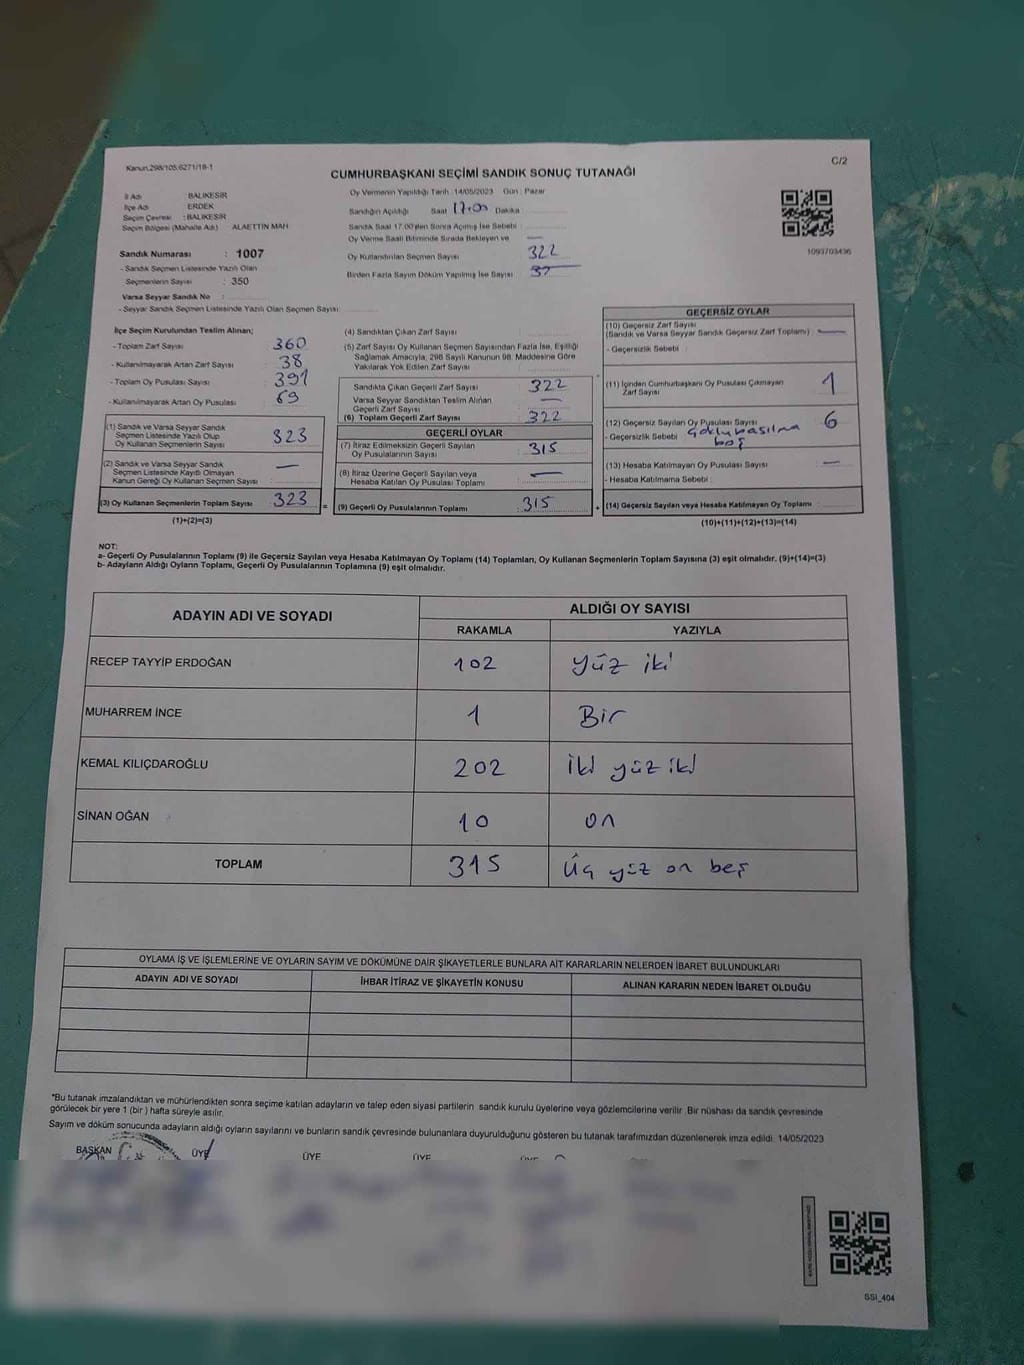 Kanun,298/105;6271/18-1
C/2
CUMHURBAŞKANI SEÇİMİ SANDIK SONUÇ TUTANAĞI
İl Adı : BALIKESİR
İlçe Adı : ERDEK
Seçim Çevresi : BALIKESİR
Seçim Bölgesi (Mahalle Adı) ALAETTİN MAH
Sandık Numarası : 1007
- Sandık Seçmen Listesinde Yazılı Olan
Seçmenlerin Sayısı : 350
Varsa Seyyar Sandık No :
- Seyyar Sandık Seçmen Listesinde Yazılı Olan Seçmen Sayısı:
Oy Vermenin Yapıldığı Tarih :14/05/2023 Gün : Pazar
Sandığın Açıldığı Saat 17:00 Dakika :
Sandık Saat 17:00'den Sonra Açılmış İse Sebebi :
Oy Verme Saati Bitiminde Sırada Bekleyen ve —
Oy Kullandırılan Seçmen Sayısı 322
Birden Fazla Sayım Döküm Yapılmış İse Sayısı :
1093703436
İlçe Seçim Kurulundan Teslim Alınan;
- Toplam Zarf Sayısı : 360
- Kullanılmayarak Artan Zarf Sayısı : 38
- Toplam Oy Pusulası Sayısı : 391
- Kullanılmayarak Artan Oy Pusulası : 69
(1) Sandık ve Varsa Seyyar Sandık
Seçmen Listesinde Yazılı Olup
Oy Kullanan Seçmenlerin Sayısı 323
(2) Sandık ve Varsa Seyyar Sandık
Seçmen Listesinde Kayıtlı Olmayan
Kanun Gereği Oy Kullanan Seçmen Sayısı : —
(3) Oy Kullanan Seçmenlerin Toplam Sayısı 323
(1)+(2)=(3)
(4) Sandıktan Çıkan Zarf Sayısı :
(5) Zarf Sayısı Oy Kullanan Seçmen Sayısından Fazla İse, Eşitliği
Sağlamak Amacıyla, 298 Sayılı Kanunun 98. Maddesine Göre
Yakılarak Yok Edilen Zarf Sayısı :
Sandıkta Çıkan Geçerli Zarf Sayısı : 322
Varsa Seyyar Sandıktan Teslim Alınan
Geçerli Zarf Sayısı : —
(6) Toplam Geçerli Zarf Sayısı : 322
GEÇERLİ OYLAR
(7) İtiraz Edilmeksizin Geçerli Sayılan
Oy Pusulalarının Sayısı : 315
(8) İtiraz Üzerine Geçerli Sayılan veya
Hesaba Katılan Oy Pusulası Toplamı : —
(9) Geçerli Oy Pusulalarının Toplamı : 315
GEÇERSİZ OYLAR
(10) Geçersiz Zarf Sayısı
(Sandık ve Varsa Seyyar Sandık Geçersiz Zarf Toplamı) : —
- Geçersizlik Sebebi :
(11) İçinden Cumhurbaşkanı Oy Pusulası Çıkmayan
Zarf Sayısı : 1
(12) Geçersiz Sayılan Oy Pusulası Sayısı : 6
- Geçersizlik Sebebi
boş
(13) Hesaba Katılmayan Oy Pusulası Sayısı : —
- Hesaba Katılmama Sebebi :
(14) Geçersiz Sayılan veya Hesaba Katılmayan Oy Toplamı :
(10)+(11)+(12)+(13)=(14)
NOT:
a- Geçerli Oy Pusulalarının Toplamı (9) ile Geçersiz Sayılan veya Hesaba Katılmayan Oy Toplamı (14) Toplamları, Oy Kullanan Seçmenlerin Toplam Sayısına (3) eşit olmalıdır. (9)+(14)=(3)
b- Adayların Aldığı Oyların Toplamı, Geçerli Oy Pusulalarının Toplamına (9) eşit olmalıdır.
ADAYIN ADI VE SOYADI
ALDIĞI OY SAYISI
RAKAMLA YAZIYLA
RECEP TAYYİP ERDOĞAN 102 Yüz iki
MUHARREM İNCE 1 Bir
KEMAL KILIÇDAROĞLU 202 İki yüz iki
SİNAN OĞAN 10 on
TOPLAM 315 Üç yüz on beş
OYLAMA İŞ VE İŞLEMLERİNE VE OYLARIN SAYIM VE DÖKÜMÜNE DAİR ŞİKAYETLERLE BUNLARA AİT KARARLARIN NELERDEN İBARET BULUNDUKLARI
ADAYIN ADI VE SOYADI İHBAR İTİRAZ VE ŞİKAYETİN KONUSU ALINAN KARARIN NEDEN İBARET OLDUĞU
*Bu tutanak imzalandıktan ve mühürlendikten sonra seçime katılan adayların ve talep eden siyasi partilerin sandık kurulu üyelerine veya gözlemcilerine verilir. Bir nüshası da sandık çevresinde
görülecek bir yere 1 (bir ) hafta süreyle asılır.
Sayım ve döküm sonucunda adayların aldığı oyların sayılarını ve bunların sandık çevresinde bulunanlara duyurulduğunu gösteren bu tutanak tarafımızdan düzenlenerek imza edildi. 14/05/2023
BAŞKAN ÜYE ÜYE ÜYE
SSI_404